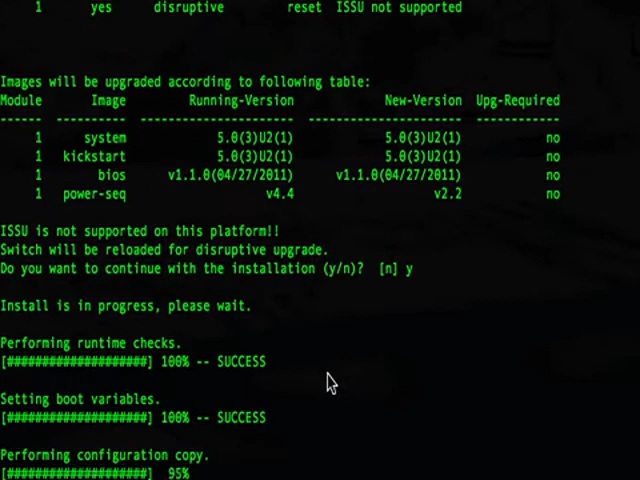 1 yes disruptive reset ISSU not supported
Images will be upgraded according to following table:
Module Image Running-Version New-Version Upg-Required
------ ---------- ---------------------- ---------------------- ------------
1 system 5.0(3)U2(1) 5.0(3)U2(1) no
1 kickstart 5.0(3)U2(1) 5.0(3)U2(1) no
1 bios v1.1.0(04/27/2011) v1.1.0(04/27/2011) no
1 power-seq v4.4 v2.2 no
ISSU is not supported on this platform!!
Switch will be reloaded for disruptive upgrade.
Do you want to continue with the installation (y/n)? [n] y
Install is in progress, please wait.
Performing runtime checks.
[####################] 100% -- SUCCESS
Setting boot variables.
[####################] 100% -- SUCCESS
Performing configuration copy.
[####################] 95%